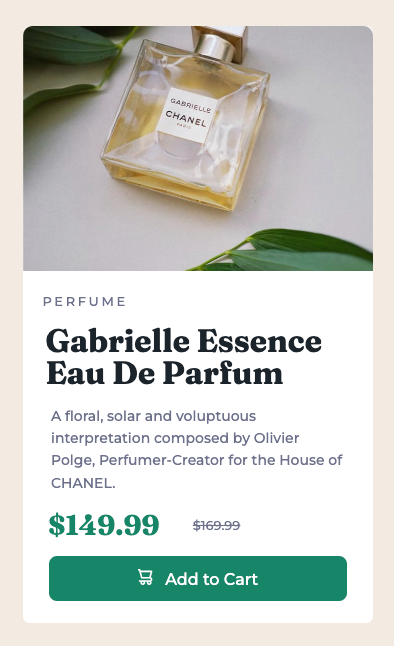 GABRIELLE
CHANEL
PARIS
PERFUME
Gabrielle Essence
Eau De Parfum
A floral, solar and voluptuous
interpretation composed by Olivier
Polge, Perfumer-Creator for the House of
CHANEL.
$149.99 $169.99
Add to Cart